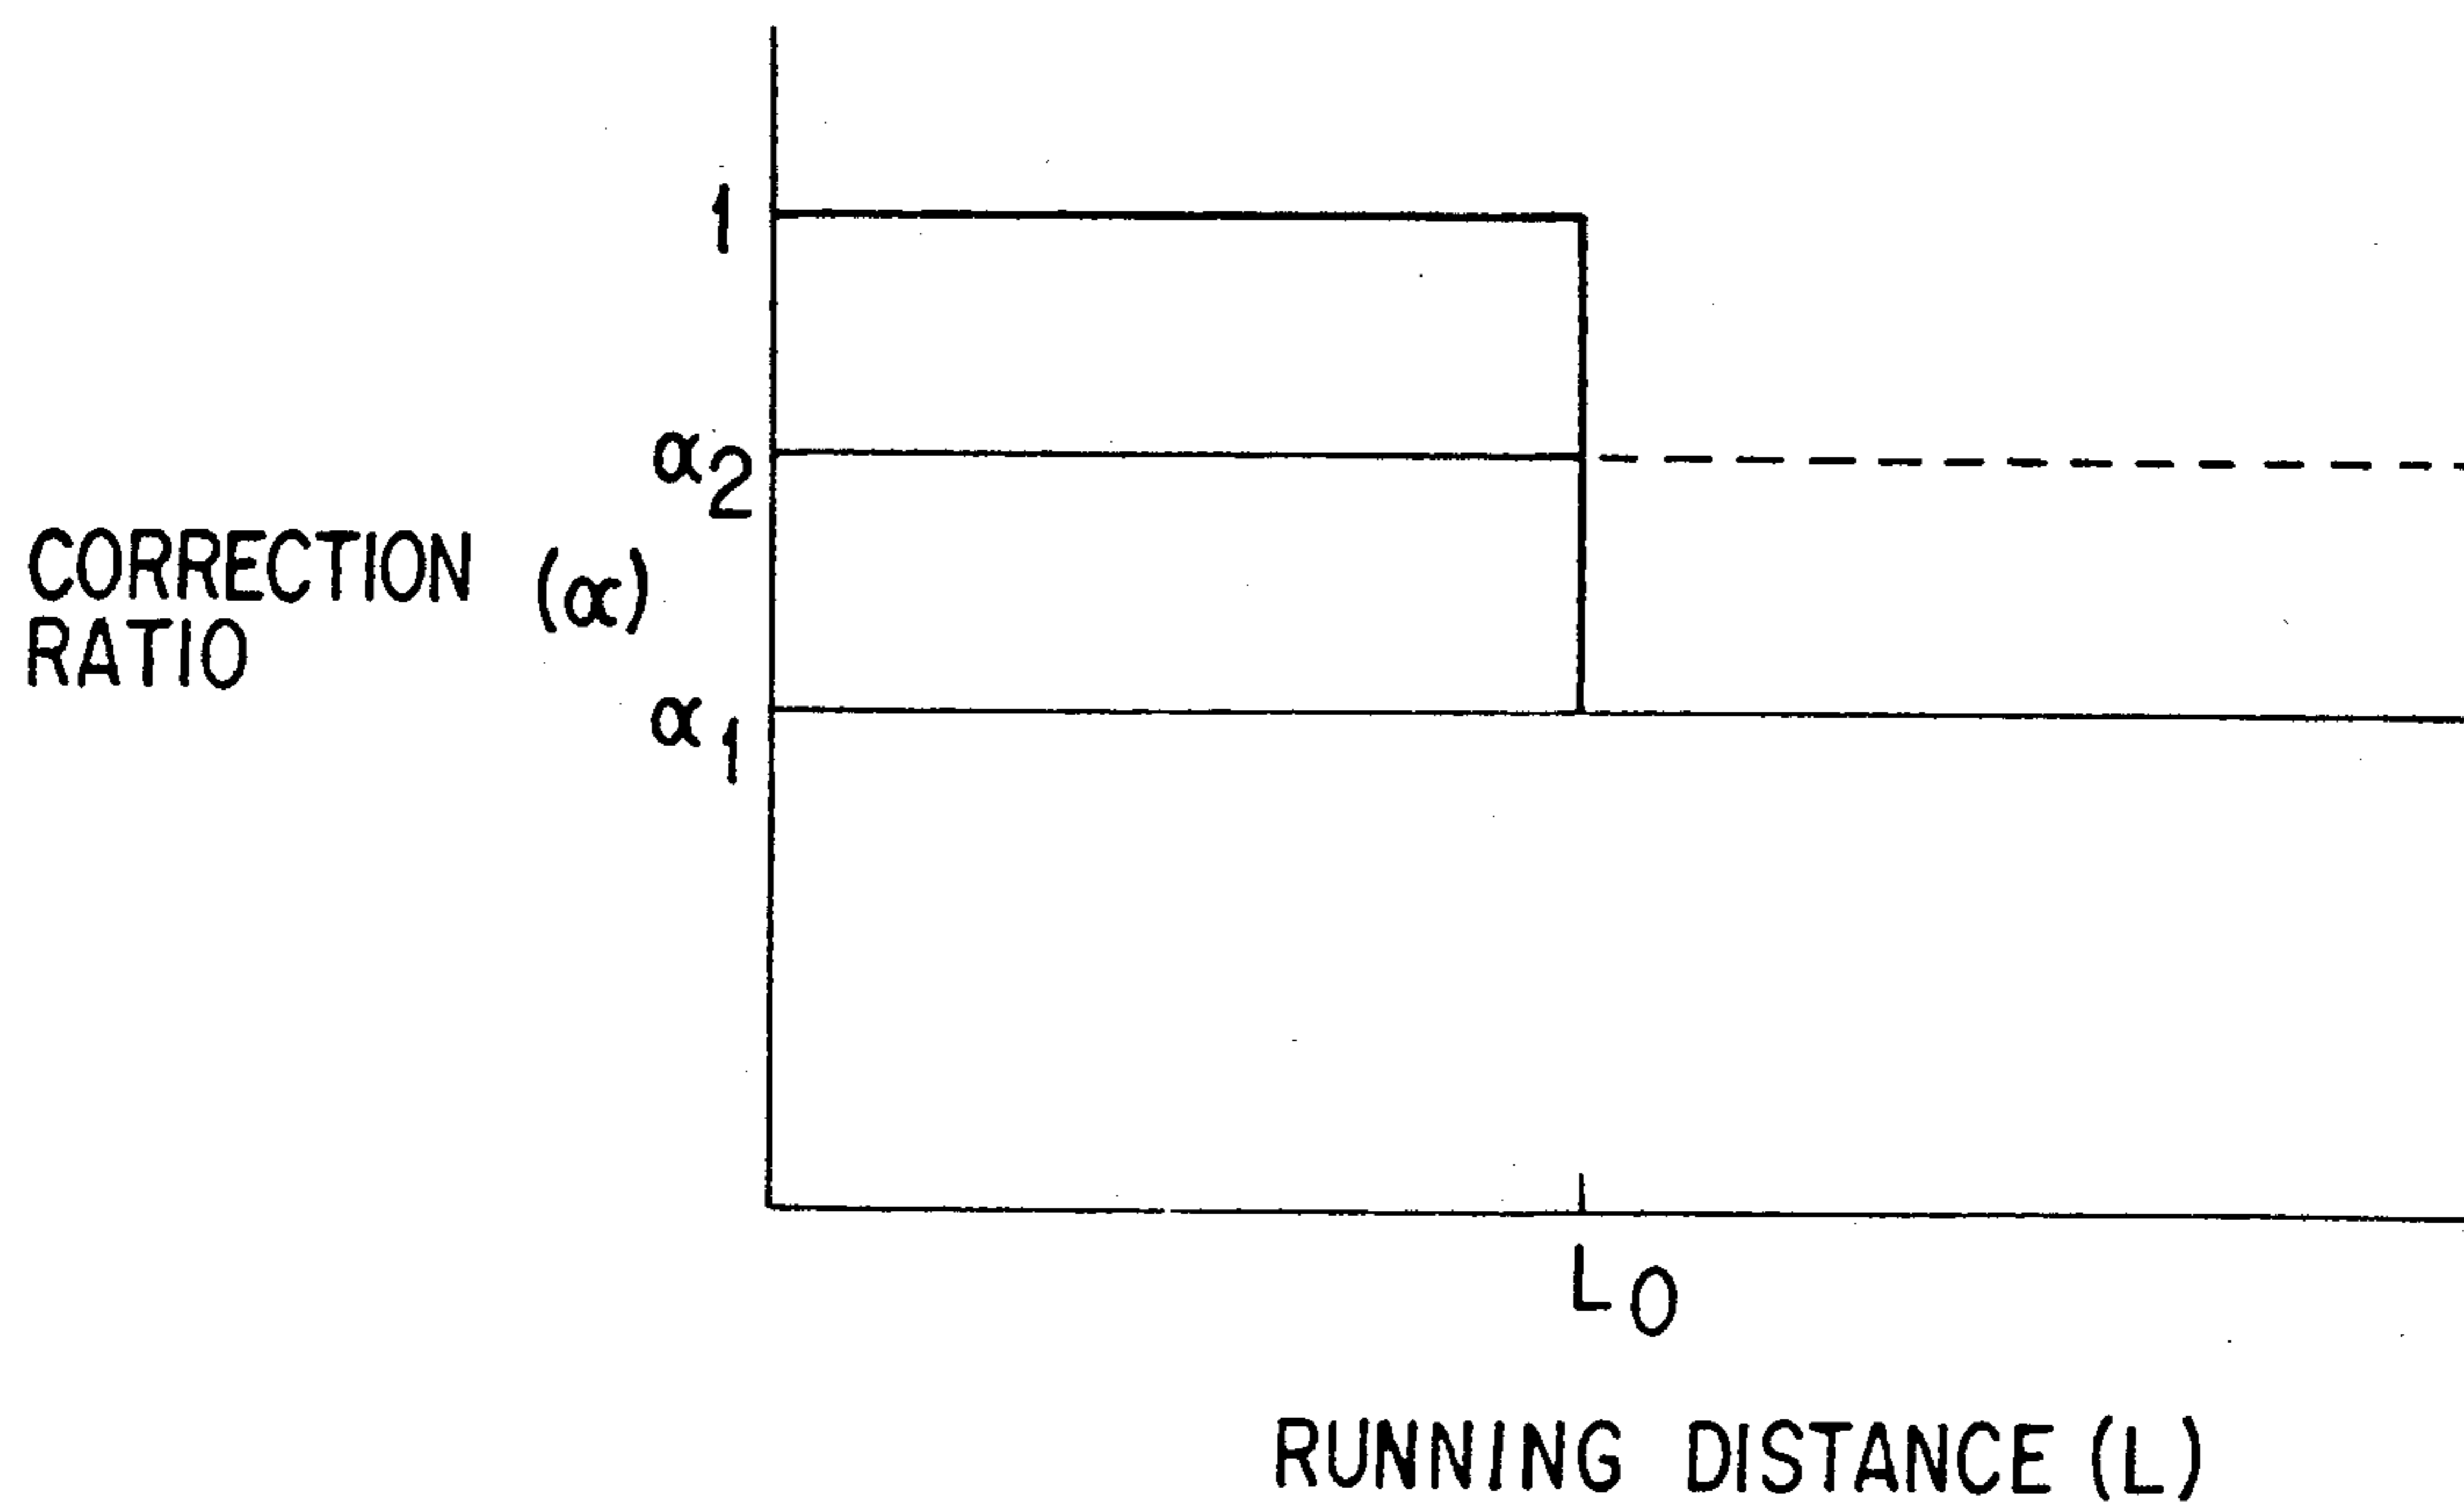 1
α2
CORRECTION
RATIO (α)
α1
L0
RUNNING DISTANCE (L)